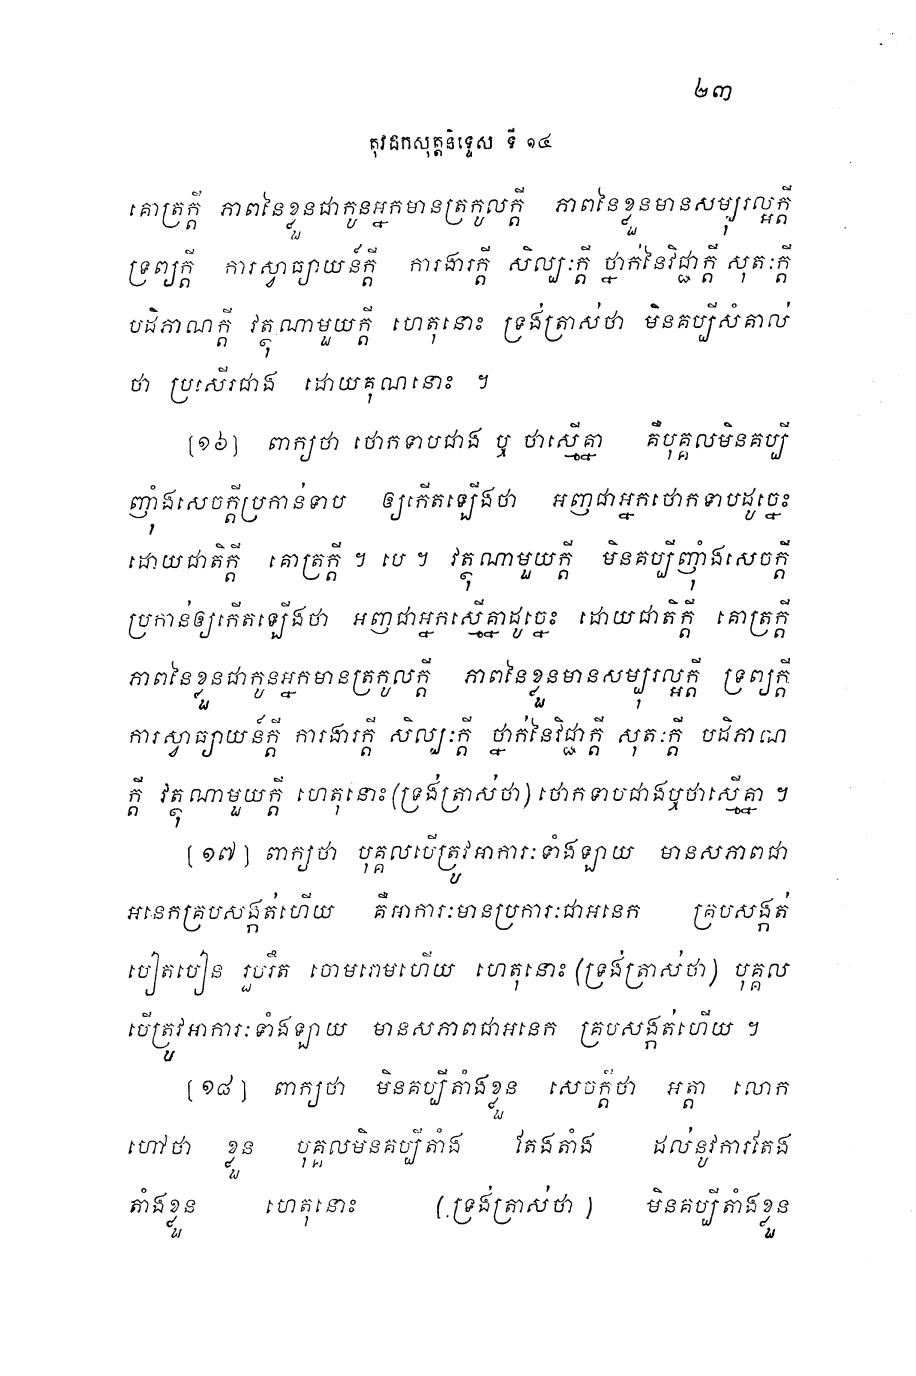 ២៣
តុវដកសុត្តនិទ្ទេស ទី ១៤
គោត្រក្តី ភាពនៃខ្លួនជាកូនអ្នកមានត្រកូលក្តី ភាពនៃខ្លួនមានសម្បុរល្អក្តី
ទ្រព្យក្តី ការស្វាធ្យាយន៍ក្តី ការងារក្តី សិល្បៈក្តី ថ្នាក់នៃវិជ្ជាក្តី សុតៈក្តី
បដិភាណក្តី វត្ថុណាមួយក្តី ហេតុនោះ ទ្រង់ត្រាស់ថា មិនគប្បីសំគាល់
ថា ប្រសើរជាង ដោយគុណនោះ ។
[១៦] ពាក្យថា ថោកទាបជាង ឬ ថាស្មើគ្នា គឺបុគ្គលមិនគប្បី
ញ៉ាំងសេចក្តីប្រកាន់ទាប ឲ្យកើតឡើងថា អញជាអ្នកថោកទាបដូច្នេះ
ដោយជាតិក្តី គោត្រក្តី ។ បេ ។ វត្ថុណាមួយក្តី មិនគប្បីញ៉ាំងសេចក្តី
ប្រកាន់ឲ្យកើតឡើងថា អញជាអ្នកស្មើគ្នាដូច្នេះ ដោយជាតិក្តី គោត្រក្តី
ភាពនៃខ្លួនជាកូនអ្នកមានត្រកូលក្តី ភាពនៃខ្លួនមានសម្បុរល្អក្តី ទ្រព្យក្តី
ការស្វាធ្យាយន៍ក្តី ការងារក្តី សិល្បៈក្តី ថ្នាក់នៃវិជ្ជាក្តី សុតៈក្តី បដិភាណ
ក្តី វត្ថុណាមួយក្តី ហេតុនោះ (ទ្រង់ត្រាស់ថា) ថោកទាបជាងឬថាស្មើគ្នា ។
[១៧] ពាក្យថា បុគ្គលបើត្រូវអាការៈទាំងឡាយ មានសភាពជា
អនេកគ្របសង្កត់ហើយ គឺអាការៈមានប្រការៈជាអនេក គ្របសង្កត់
បៀតបៀន រួបរឹត ចោមរោមហើយ ហេតុនោះ (ទ្រង់ត្រាស់ថា) បុគ្គល
បើត្រូវអាការៈទាំងឡាយ មានសភាពជាអនេក គ្របសង្កត់ហើយ ។
[១៨] ពាក្យថា មិនគប្បីតាំងខ្លួន សេចក្តីថា អត្តា លោក
ហៅថា ខ្លួន បុគ្គលមិនគប្បីតាំង តែងតាំង ដល់នូវការតែង
តាំងខ្លួន ហេតុនោះ (ទ្រង់ត្រាស់ថា) មិនគប្បីតាំងខ្លួន